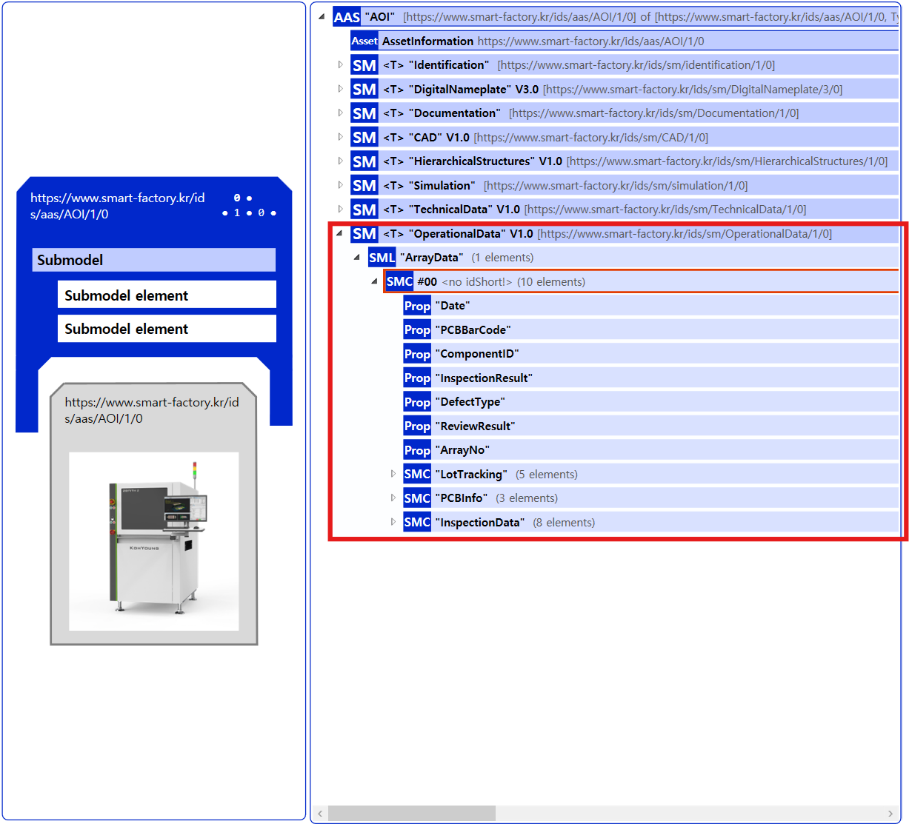 https://www.smart-factory.kr/id
s/aas/AOI/1/0
0 •
• 1 • 0 •
Submodel
Submodel element
Submodel element
https://www.smart-factory.kr/id
s/aas/AOI/1/0
KOHYOUNG
AAS "AOI" [https://www.smart-factory.kr/ids/aas/AOI/1/0] of [https://www.smart-factory.kr/ids/aas/AOI/1/0, Ty
Asset AssetInformation https://www.smart-factory.kr/ids/aas/AOI/1/0
SM <T> "Identification" [https://www.smart-factory.kr/ids/sm/identification/1/0]
SM <T> "DigitalNameplate" V3.0 [https://www.smart-factory.kr/ids/sm/DigitalNameplate/3/0]
SM <T> "Documentation" [https://www.smart-factory.kr/ids/sm/Documentation/1/0]
SM <T> "CAD" V1.0 [https://www.smart-factory.kr/ids/sm/CAD/1/0]
SM <T> "HierarchicalStructures" V1.0 [https://www.smart-factory.kr/ids/sm/HierarchicalStructures/1/0]
SM <T> "Simulation" [https://www.smart-factory.kr/ids/sm/simulation/1/0]
SM <T> "TechnicalData" V1.0 [https://www.smart-factory.kr/ids/sm/TechnicalData/1/0]
SM <T> "OperationalData" V1.0 [https://www.smart-factory.kr/ids/sm/OperationalData/1/0]
SML "ArrayData" (1 elements)
SMC #00 <no idShort!> (10 elements)
Prop "Date"
Prop "PCBBarCode"
Prop "ComponentID"
Prop "InspectionResult"
Prop "DefectType"
Prop "ReviewResult"
Prop "ArrayNo"
SMC "LotTracking" (5 elements)
SMC "PCBInfo" (3 elements)
SMC "InspectionData" (8 elements)